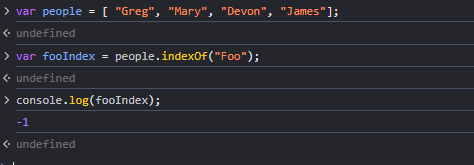 > var people = [ "Greg", "Mary", "Devon", "James"];
undefined
> var fooIndex = people.indexOf("Foo");
undefined
> console.log(fooIndex);
-1
undefined